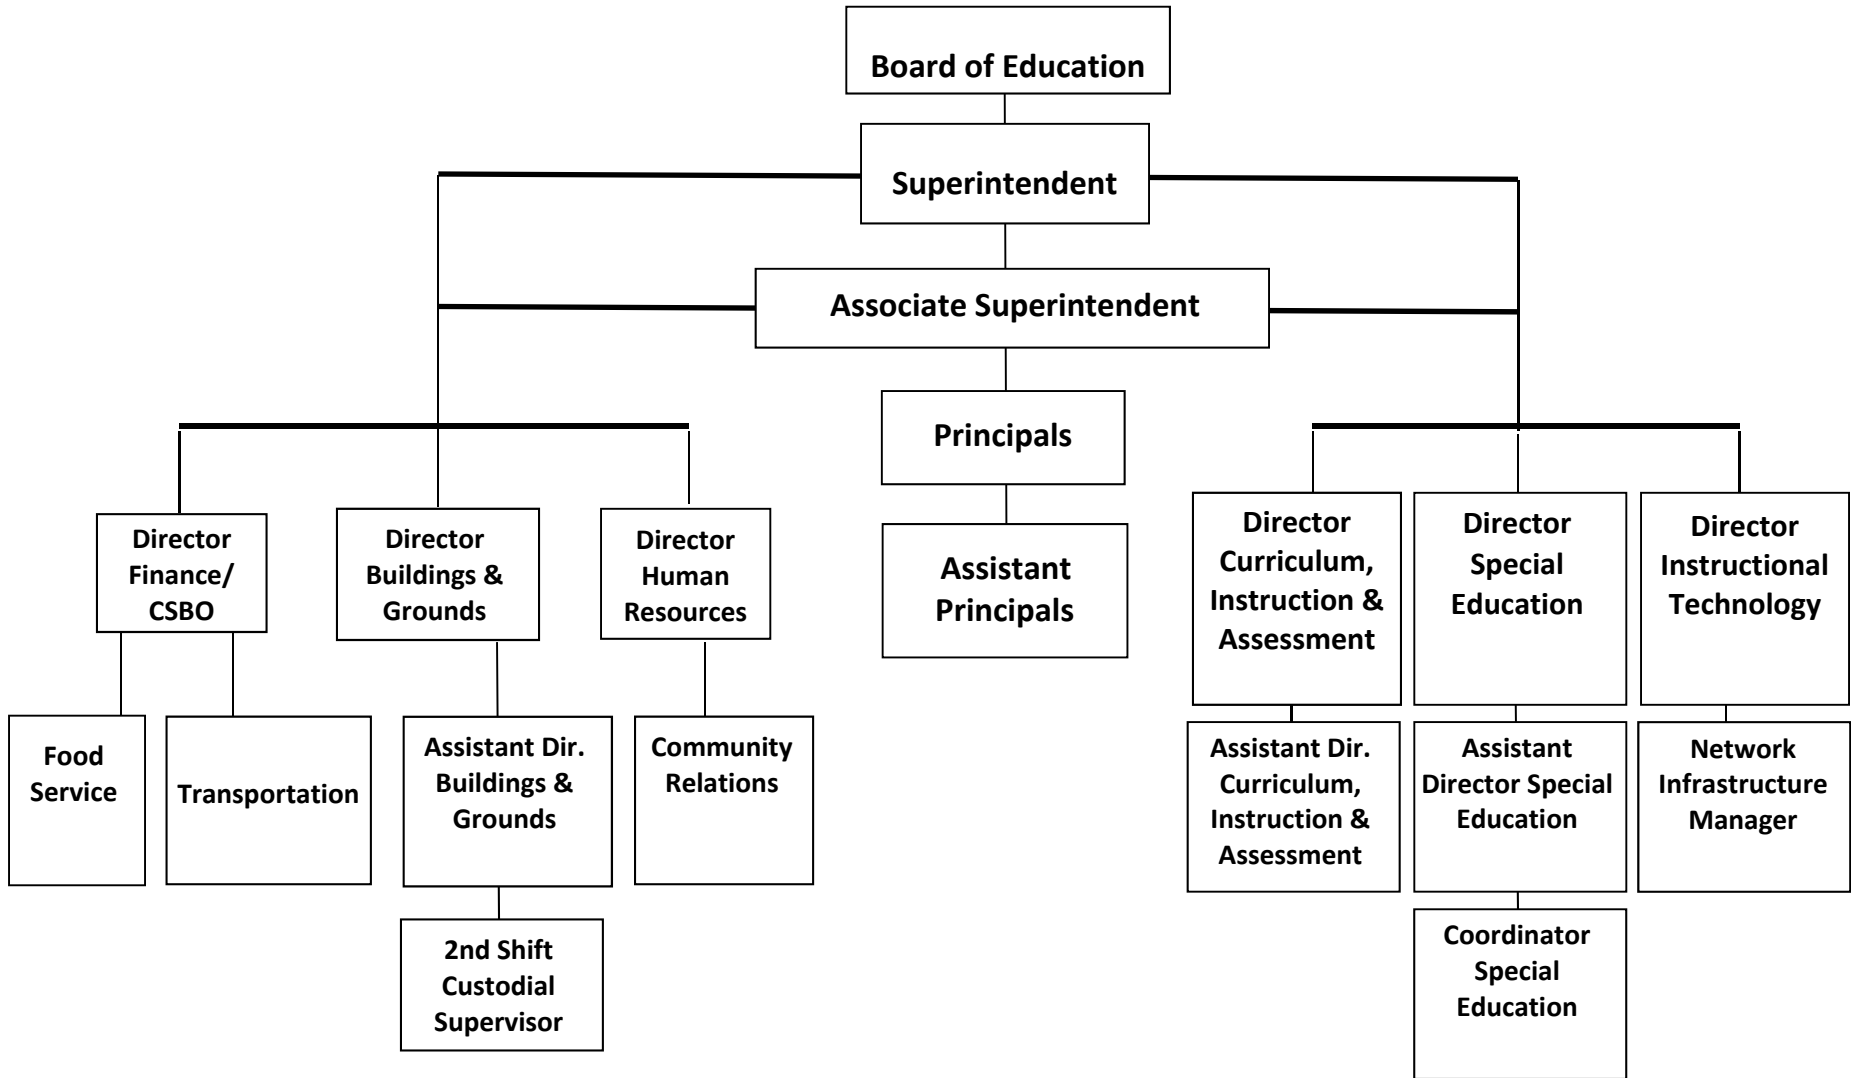 Board of Education
Superintendent
Associate Superintendent
Principals
Assistant
Principals
Director
Finance/
CSBO
Director
Buildings &
Grounds
Director
Human
Resources
Director
Curriculum,
Instruction &
Assessment
Director
Special
Education
Director
Instructional
Technology
Food
Service
Transportation
Assistant Dir.
Buildings &
Grounds
Community
Relations
Assistant Dir.
Curriculum,
Instruction &
Assessment
Assistant
Director Special
Education
Network
Infrastructure
Manager
2nd Shift
Custodial
Supervisor
Coordinator
Special
Education